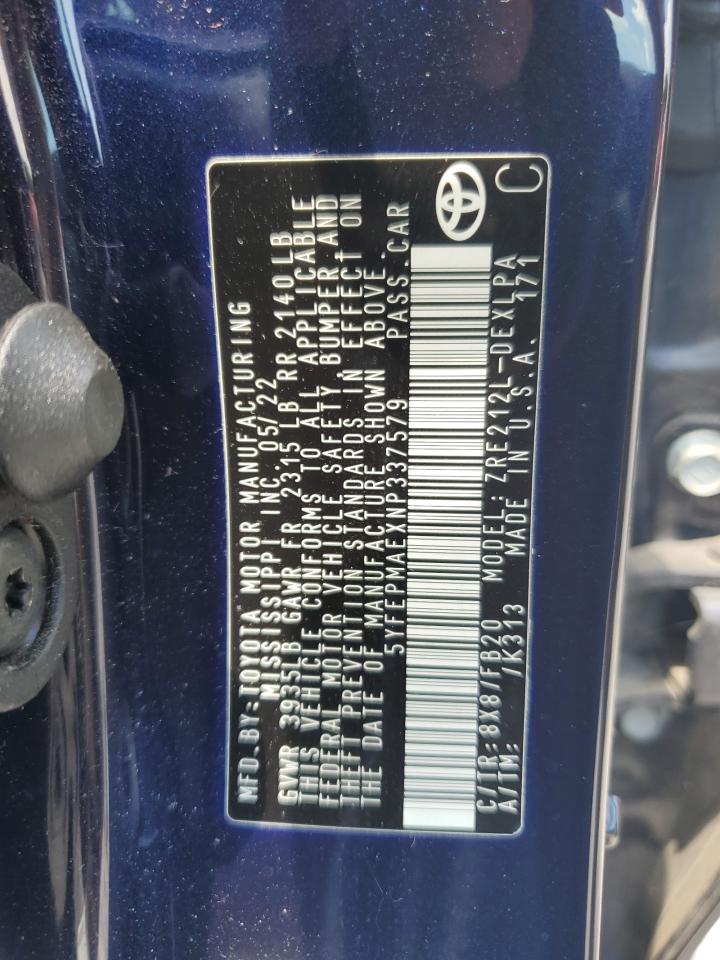 MFD.BY:TOYOTA MOTOR MANUFACTURING
MISSISSIPPI INC. 05/22
GVWR 3935LB GAWR FR 2315 LB RR 2140LB
THIS VEHICLE CONFORMS TO ALL APPLICABLE
FEDERAL MOTOR VEHICLE SAFETY BUMPER AND
THEFT PREVENTION STANDARDS IN EFFECT ON
THE DATE OF MANUFACTURE SHOWN ABOVE.
5YFEPMAEXNP337579 PASS.CAR
C/TR: 8X8/FB20 MODEL: ZRE212L-DEXLPA
A/TM: /K313 MADE IN U.S.A. 171
C